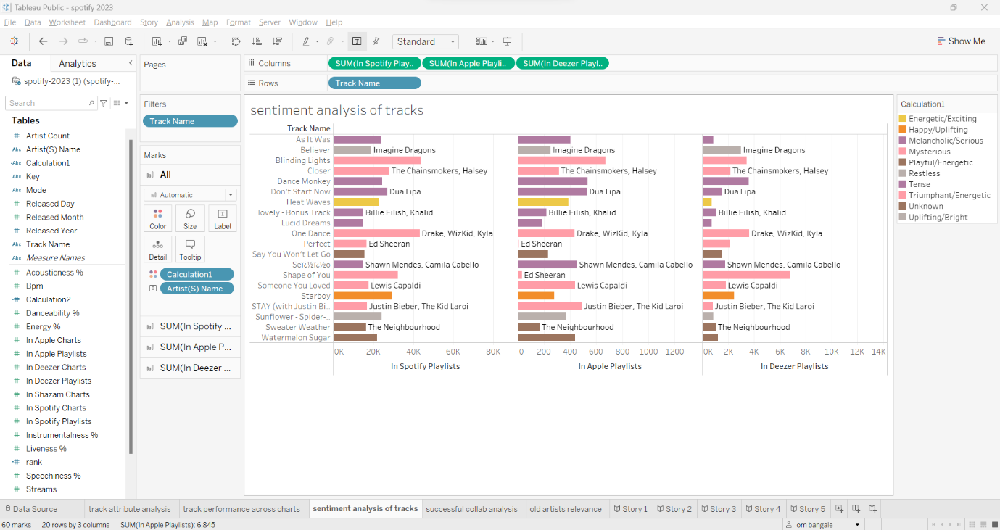 Tableau Public - spotify 2023
File Data Worksheet Dashboard Story Analysis Map Format Server Window Help
Standard
Show Me
Data Analytics
Pages
Columns SUM(In Spotify Play.. SUM(In Apple Playli.. SUM(In Deezer Playl..
spotify-2023 (1) (spotify-...
Rows Track Name
Search
Tables
Artist Count
Abc Artist(S) Name
=Abc Calculation1
Abc Key
Abc Mode
Released Day
Released Month
Released Year
Abc Track Name
Abc Measure Names
Acousticness %
Bpm
Calculation2
Danceability %
Energy %
In Apple Charts
In Apple Playlists
In Deezer Charts
In Deezer Playlists
In Shazam Charts
In Spotify Charts
In Spotify Playlists
Instrumentalness %
Liveness %
rank
Speechiness %
Streams
Filters
Track Name
Marks
All
Automatic
Color Size Label
Detail Tooltip
Calculation1
Artist(S) Name
SUM(In Spotify ...
SUM(In Apple P...
SUM(In Deezer ...
sentiment analysis of tracks
Track Name
As It Was
Believer Imagine Dragons Imagine Dragons Imagine Dragons
Blinding Lights
Closer The Chainsmokers, Halsey The Chainsmokers, Halsey The Chainsmokers, Halsey
Dance Monkey
Don't Start Now Dua Lipa Dua Lipa Dua Lipa
Heat Waves
lovely - Bonus Track Billie Eilish, Khalid Billie Eilish, Khalid Billie Eilish, Khalid
Lucid Dreams
One Dance Drake, WizKid, Kyla Drake, WizKid, Kyla Drake, WizKid, Kyla
Perfect Ed Sheeran Ed Sheeran
Say You Won't Let Go
Seï¿½ï¿½o Shawn Mendes, Camila Cabello Shawn Mendes, Camila Cabello Shawn Mendes, Camila Cabello
Shape of You Ed Sheeran
Someone You Loved Lewis Capaldi Lewis Capaldi Lewis Capaldi
Starboy
STAY (with Justin Bi.. Justin Bieber, The Kid Laroi Justin Bieber, The Kid Laroi Justin Bieber, The Kid Laroi
Sunflower - Spider-..
Sweater Weather The Neighbourhood The Neighbourhood The Neighbourhood
Watermelon Sugar
0K 20K 40K 60K 80K 0 200 400 600 800 1000 1200 0K 2K 4K 6K 8K 10K 12K 14K
In Spotify Playlists In Apple Playlists In Deezer Playlists
Calculation1
Energetic/Exciting
Happy/Uplifting
Melancholic/Serious
Mysterious
Playful/Energetic
Restless
Tense
Triumphant/Energetic
Unknown
Uplifting/Bright
Data Source track attribute analysis track performance across charts sentiment analysis of tracks successful collab analysis old artists relevance Story 1 Story 2 Story 3 Story 4 Story 5
60 marks 20 rows by 3 columns SUM(In Apple Playlists): 6,845 om bangale